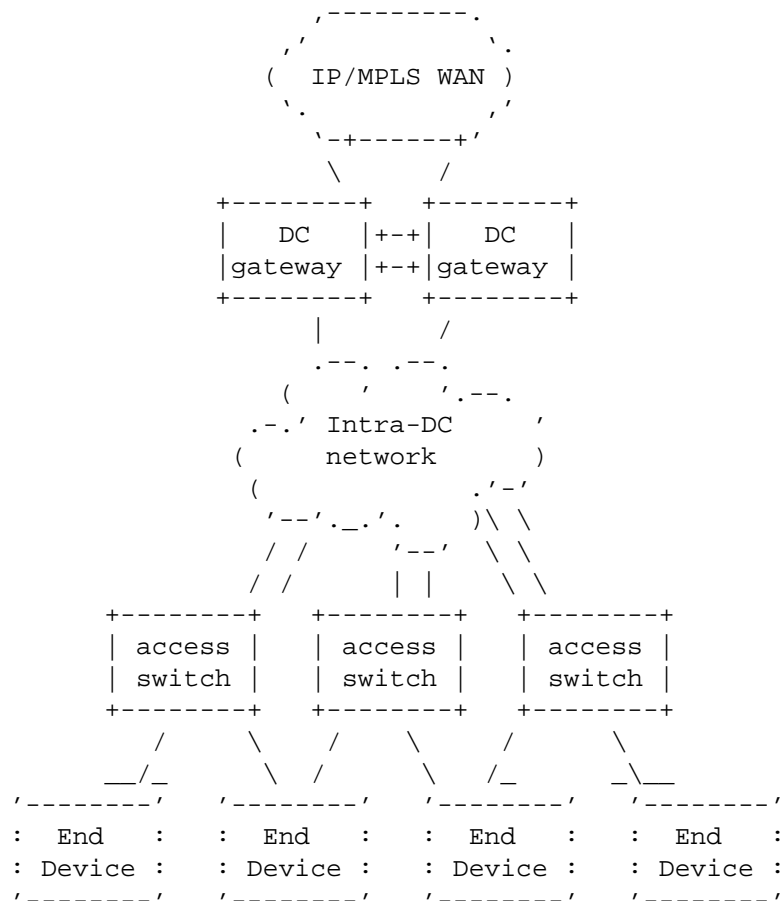 IP/MPLS WAN
DC DC
gateway gateway
Intra-DC
network
access access access
switch switch switch
End End End End
Device Device Device Device